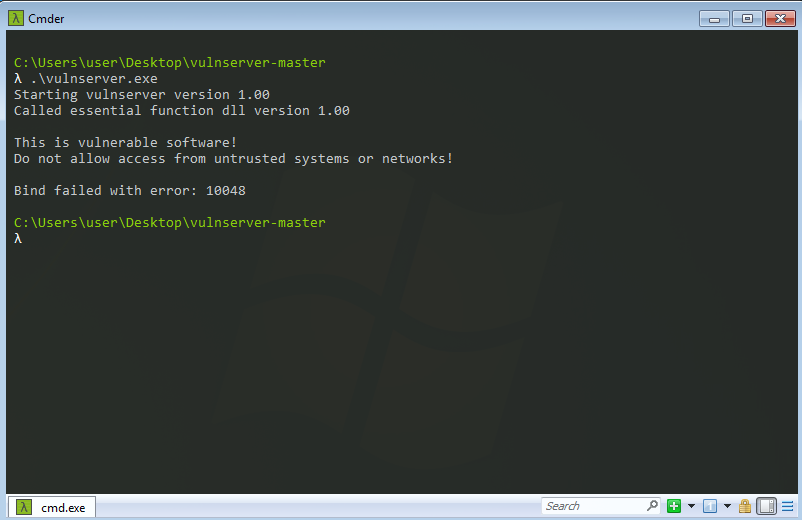 λ Cmder
C:\Users\user\Desktop\vulnserver-master
λ .\vulnserver.exe
Starting vulnserver version 1.00
Called essential function dll version 1.00
This is vulnerable software!
Do not allow access from untrusted systems or networks!
Bind failed with error: 10048
C:\Users\user\Desktop\vulnserver-master
λ
λ cmd.exe
Search